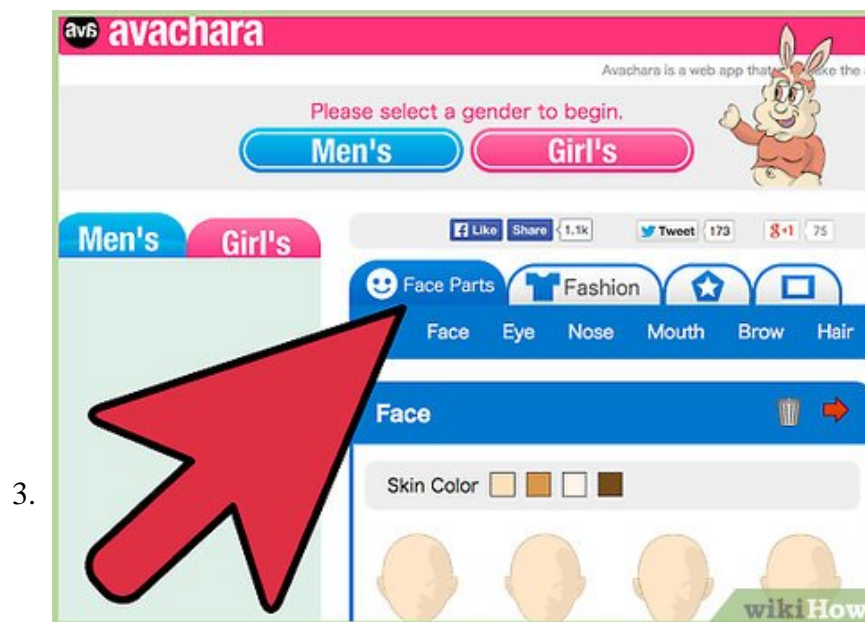 ava avachara
Avachara is a web app that
Please select a gender to begin.
Men's Girl's
Men's Girl's
Like Share 1.1k Tweet 173 g+1 75
Face Parts Fashion
Face Eye Nose Mouth Brow Hair
Face
3.
Skin Color
wikiHow